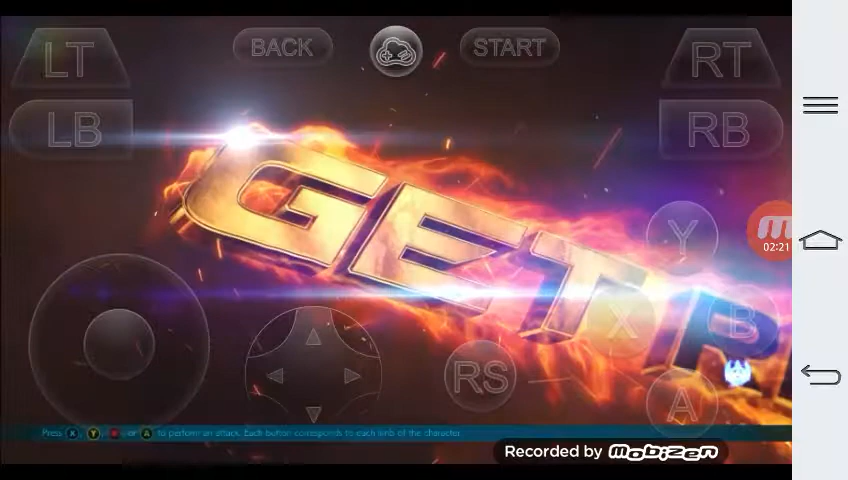 LT
BACK
START
RT
LB
RB
GET R
Y
M
02:21
X
B
RS
A
Press X, Y, B or A to perform an attack. Each button corresponds to each limb of the character.
Recorded by mobizen